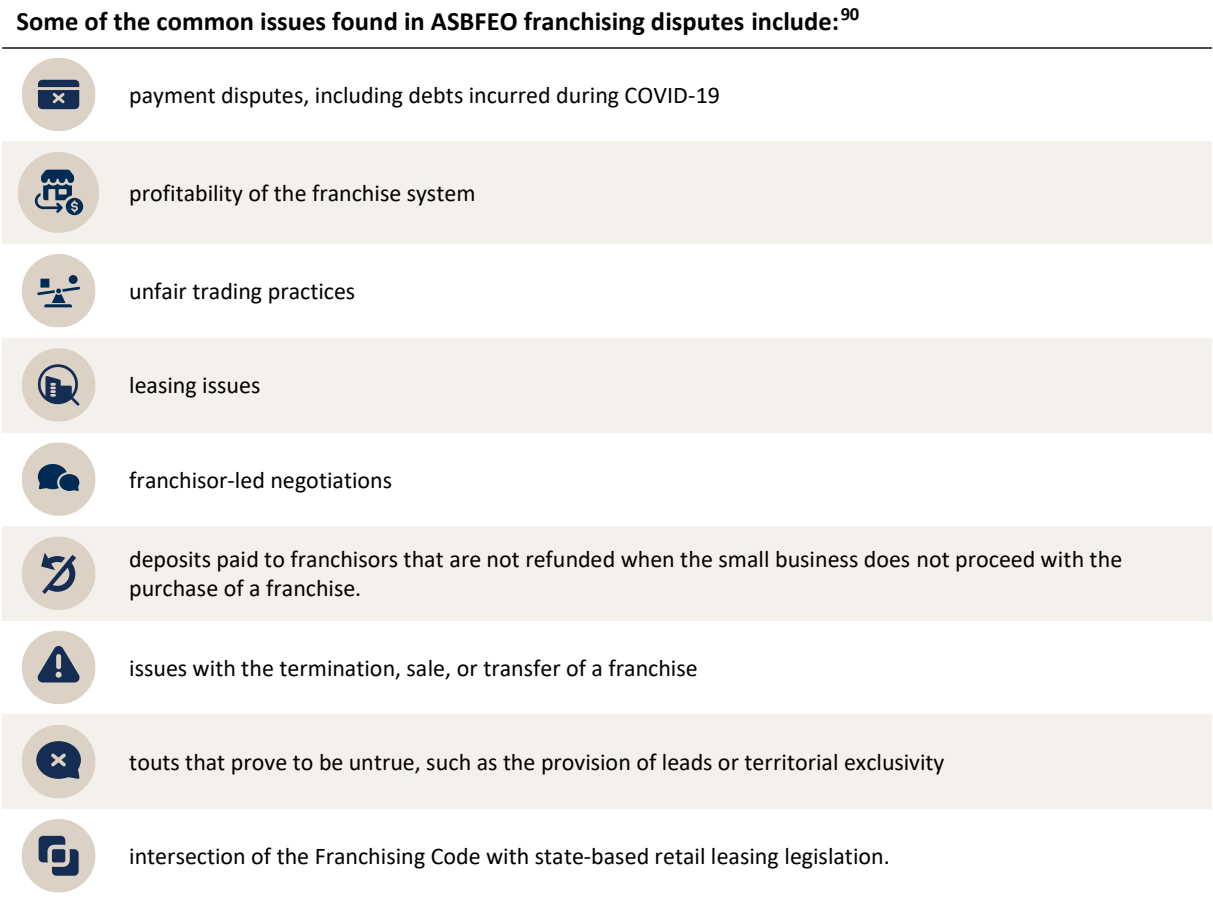 Some of the common issues found in ASBFEO franchising disputes include:90
payment disputes, including debts incurred during COVID-19
profitability of the franchise system
unfair trading practices
leasing issues
franchisor-led negotiations
deposits paid to franchisors that are not refunded when the small business does not proceed with the
purchase of a franchise.
issues with the termination, sale, or transfer of a franchise
touts that prove to be untrue, such as the provision of leads or territorial exclusivity
intersection of the Franchising Code with state-based retail leasing legislation.